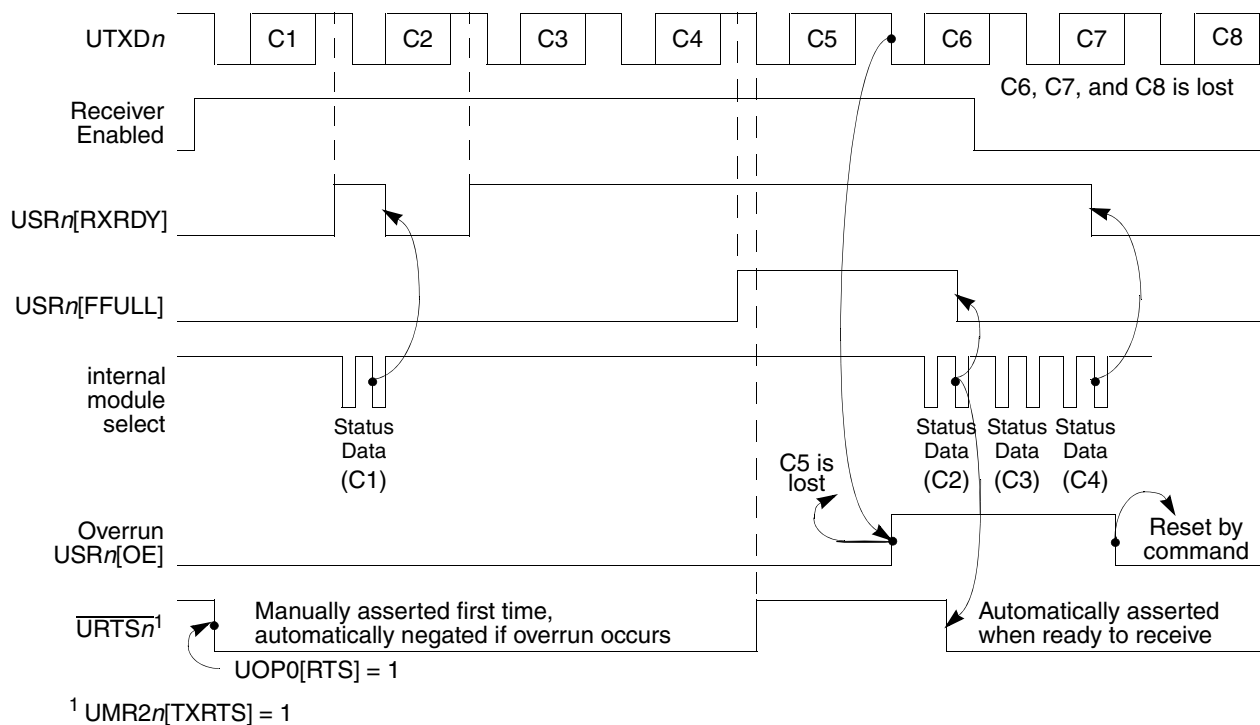 UTXDn
C1
C2
C3
C4
C5
C6
C7
C8
C6, C7, and C8 is lost
Receiver
Enabled
USRn[RXRDY]
USRn[FFULL]
internal
module
select
Status
Data
(C1)
Status
Data
(C2)
Status
Data
(C3)
Status
Data
(C4)
C5 is
lost
Overrun
USRn[OE]
Reset by
command
URTSn1
Manually asserted first time,
automatically negated if overrun occurs
Automatically asserted
when ready to receive
UOP0[RTS] = 1
1 UMR2n[TXRTS] = 1